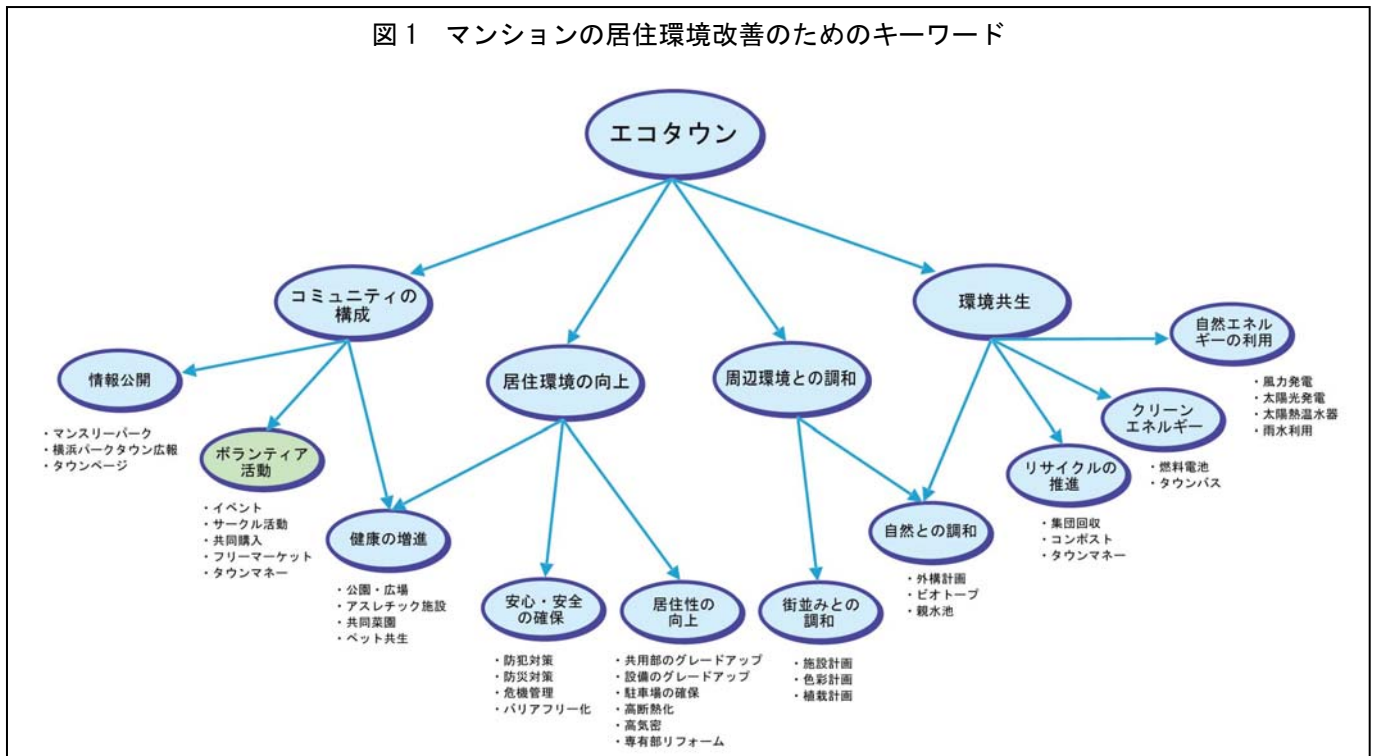 図1 マンションの居住環境改善のためのキーワード
エコタウン
コミュニティの
構成
環境共生
自然エネル
ギーの利用
・風力発電
・太陽光発電
・太陽熱温水器
・雨水利用
情報公開
・マンスリーパーク
・横浜パークタウン広報
・タウンページ
居住環境の向上
周辺環境との調和
クリーン
エネルギー
・燃料電池
・タウンバス
ボランティア
活動
・イベント
・サークル活動
・共同購入
・フリーマーケット
・タウンマネー
リサイクルの
推進
・集団回収
・コンポスト
・タウンマネー
健康の増進
・公園・広場
・アスレチック施設
・共同菜園
・ペット共生
自然との調和
・外構計画
・ビオトープ
・親水池
安心・安全
の確保
・防犯対策
・防災対策
・危機管理
・バリアフリー化
居住性の
向上
・共用部のグレードアップ
・設備のグレードアップ
・駐車場の確保
・高断熱化
・高気密
・専有部リフォーム
街並みとの
調和
・施設計画
・色彩計画
・植栽計画